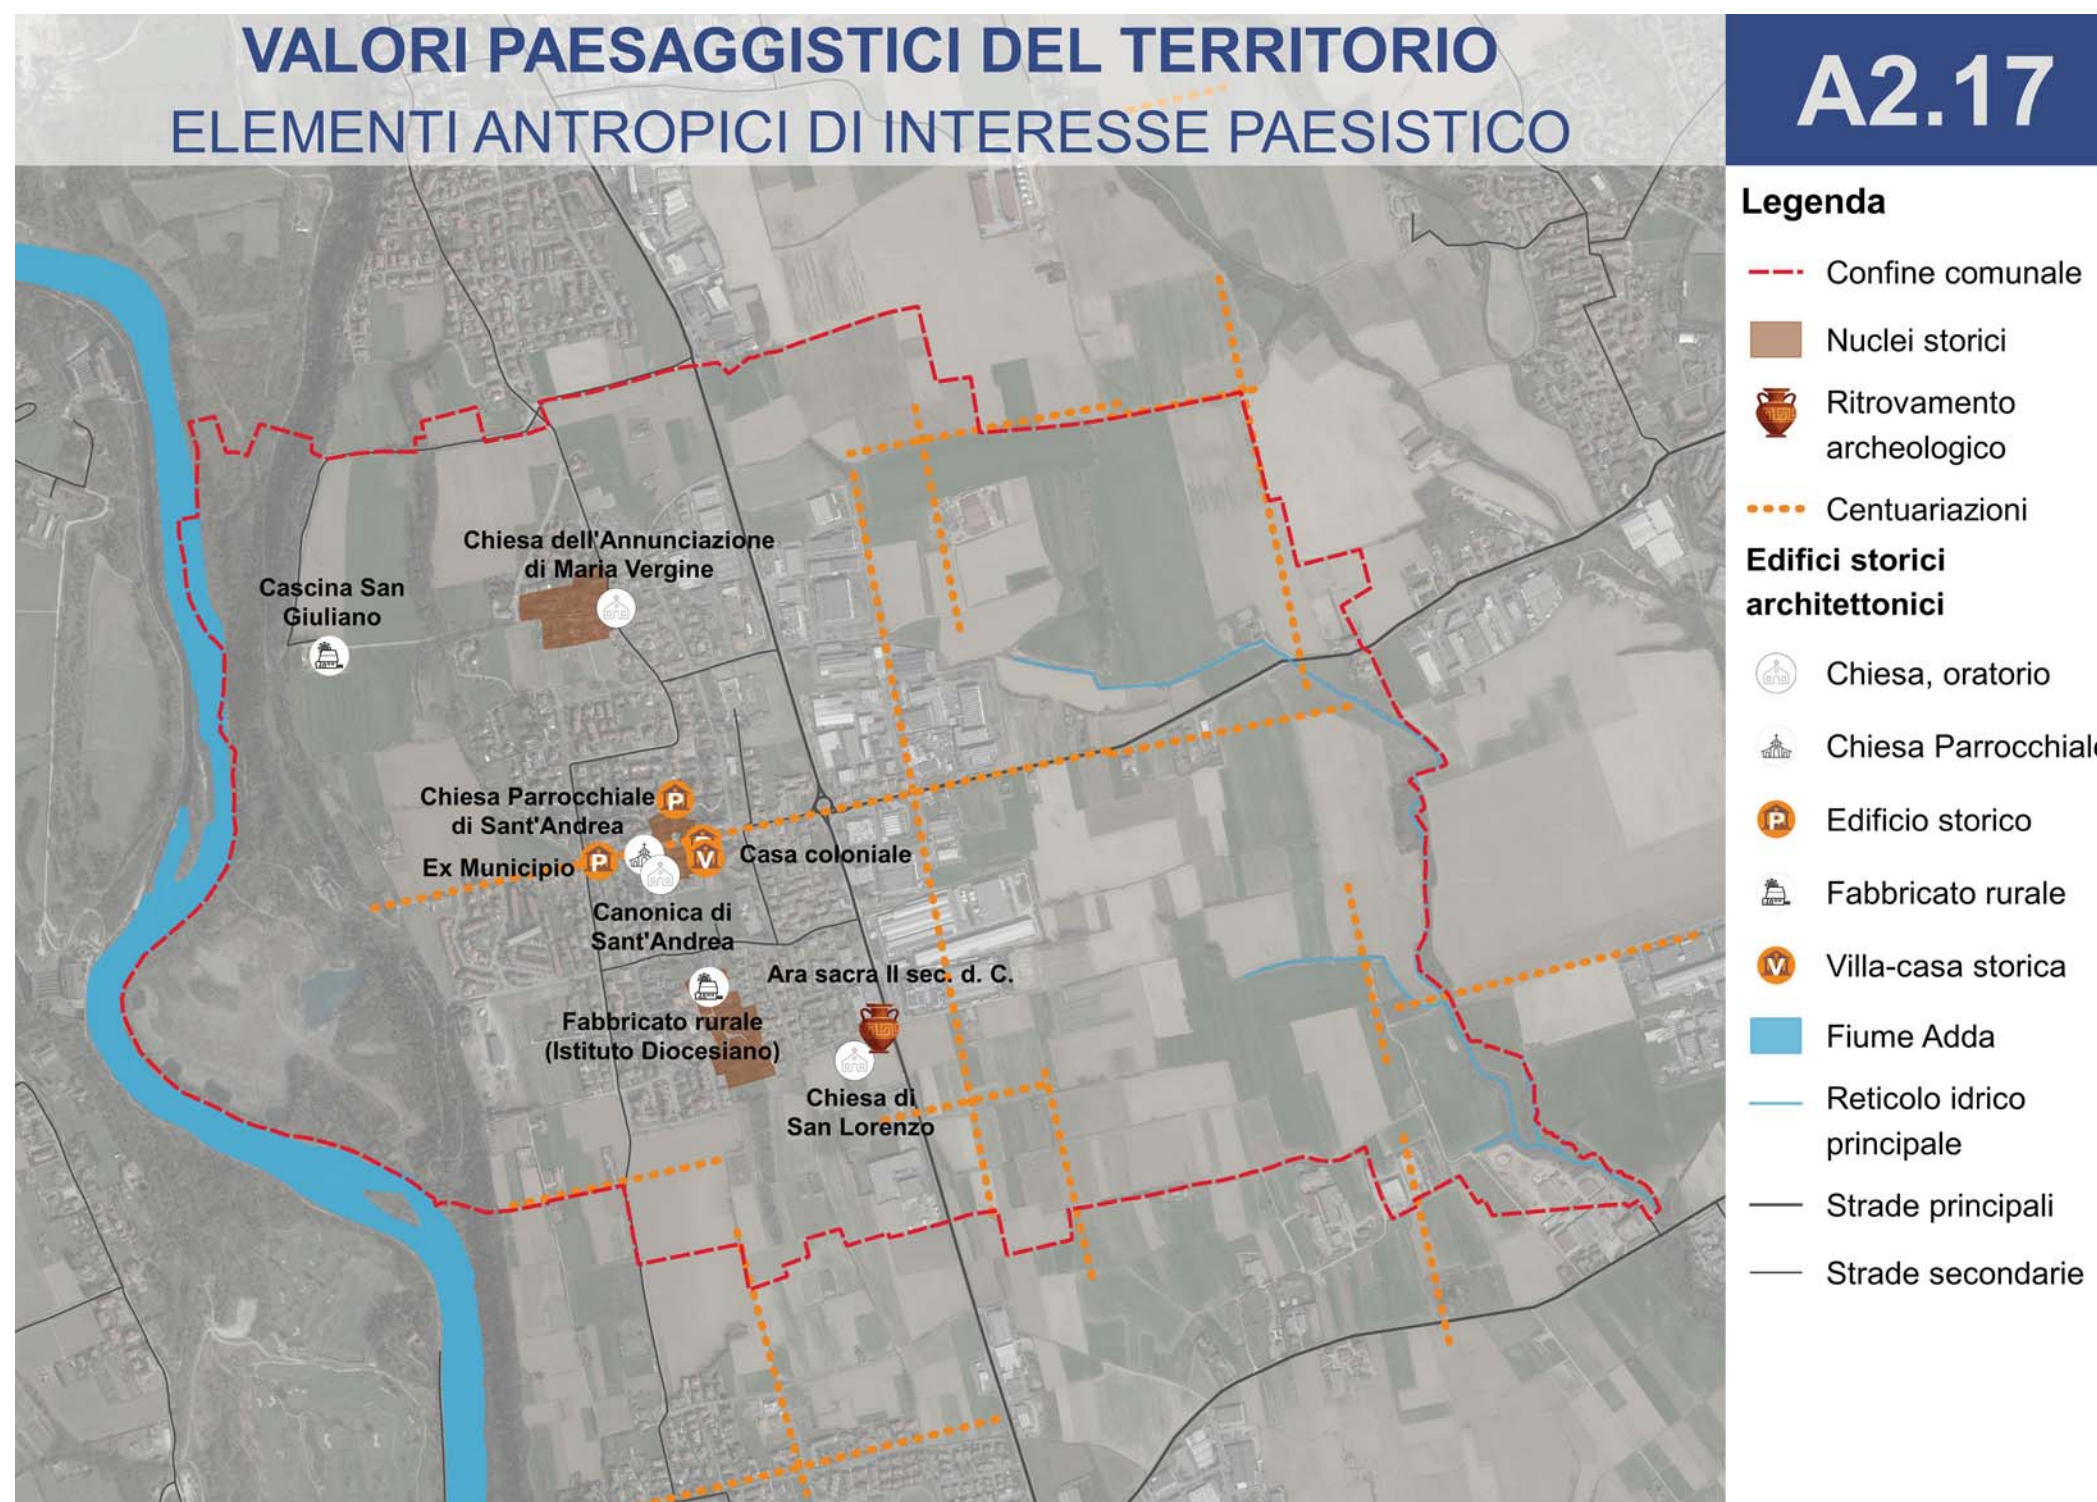 VALORI PAESAGGISTICI DEL TERRITORIO
ELEMENTI ANTROPICI DI INTERESSE PAESISTICO
A2.17
Legenda
Confine comunale
Nuclei storici
Ritrovamento
archeologico
Centuariazioni
Edifici storici
architettonici
Chiesa, oratorio
Chiesa Parrocchiale
P
Edificio storico
Fabbricato rurale
V
Villa-casa storica
Fiume Adda
Reticolo idrico
principale
Strade principali
Strade secondarie
Chiesa dell'Annunciazione
di Maria Vergine
Cascina San
Giuliano
Chiesa Parrocchiale
di Sant'Andrea
P
Ex Municipio
P
V
Casa coloniale
Canonica di
Sant'Andrea
Ara sacra II sec. d. C.
Fabbricato rurale
(Istituto Diocesiano)
Chiesa di
San Lorenzo